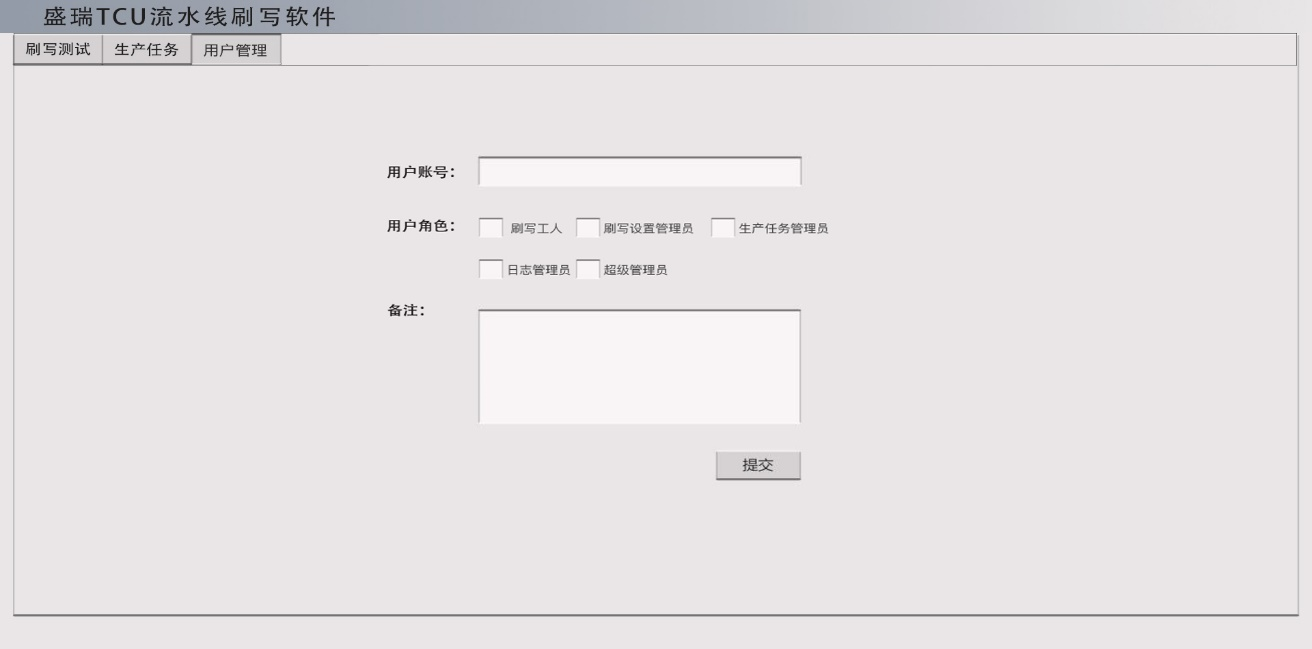 盛瑞TCU流水线刷写软件
刷写测试 生产任务 用户管理
用户账号：
用户角色： 刷写工人 刷写设置管理员 生产任务管理员
日志管理员 超级管理员
备注：
提交